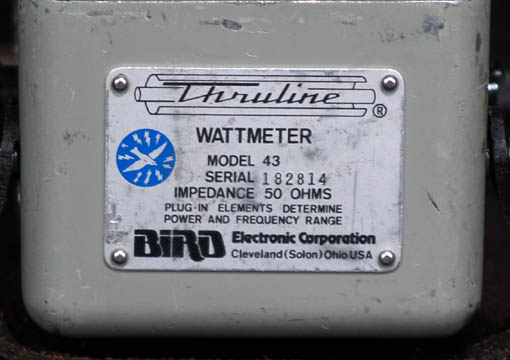 Thruline ®
WATTMETER
MODEL 43
SERIAL 182814
IMPEDANCE 50 OHMS
PLUG-IN ELEMENTS DETERMINE
POWER AND FREQUENCY RANGE
BIRD Electronic Corporation
Cleveland (Solon) Ohio USA